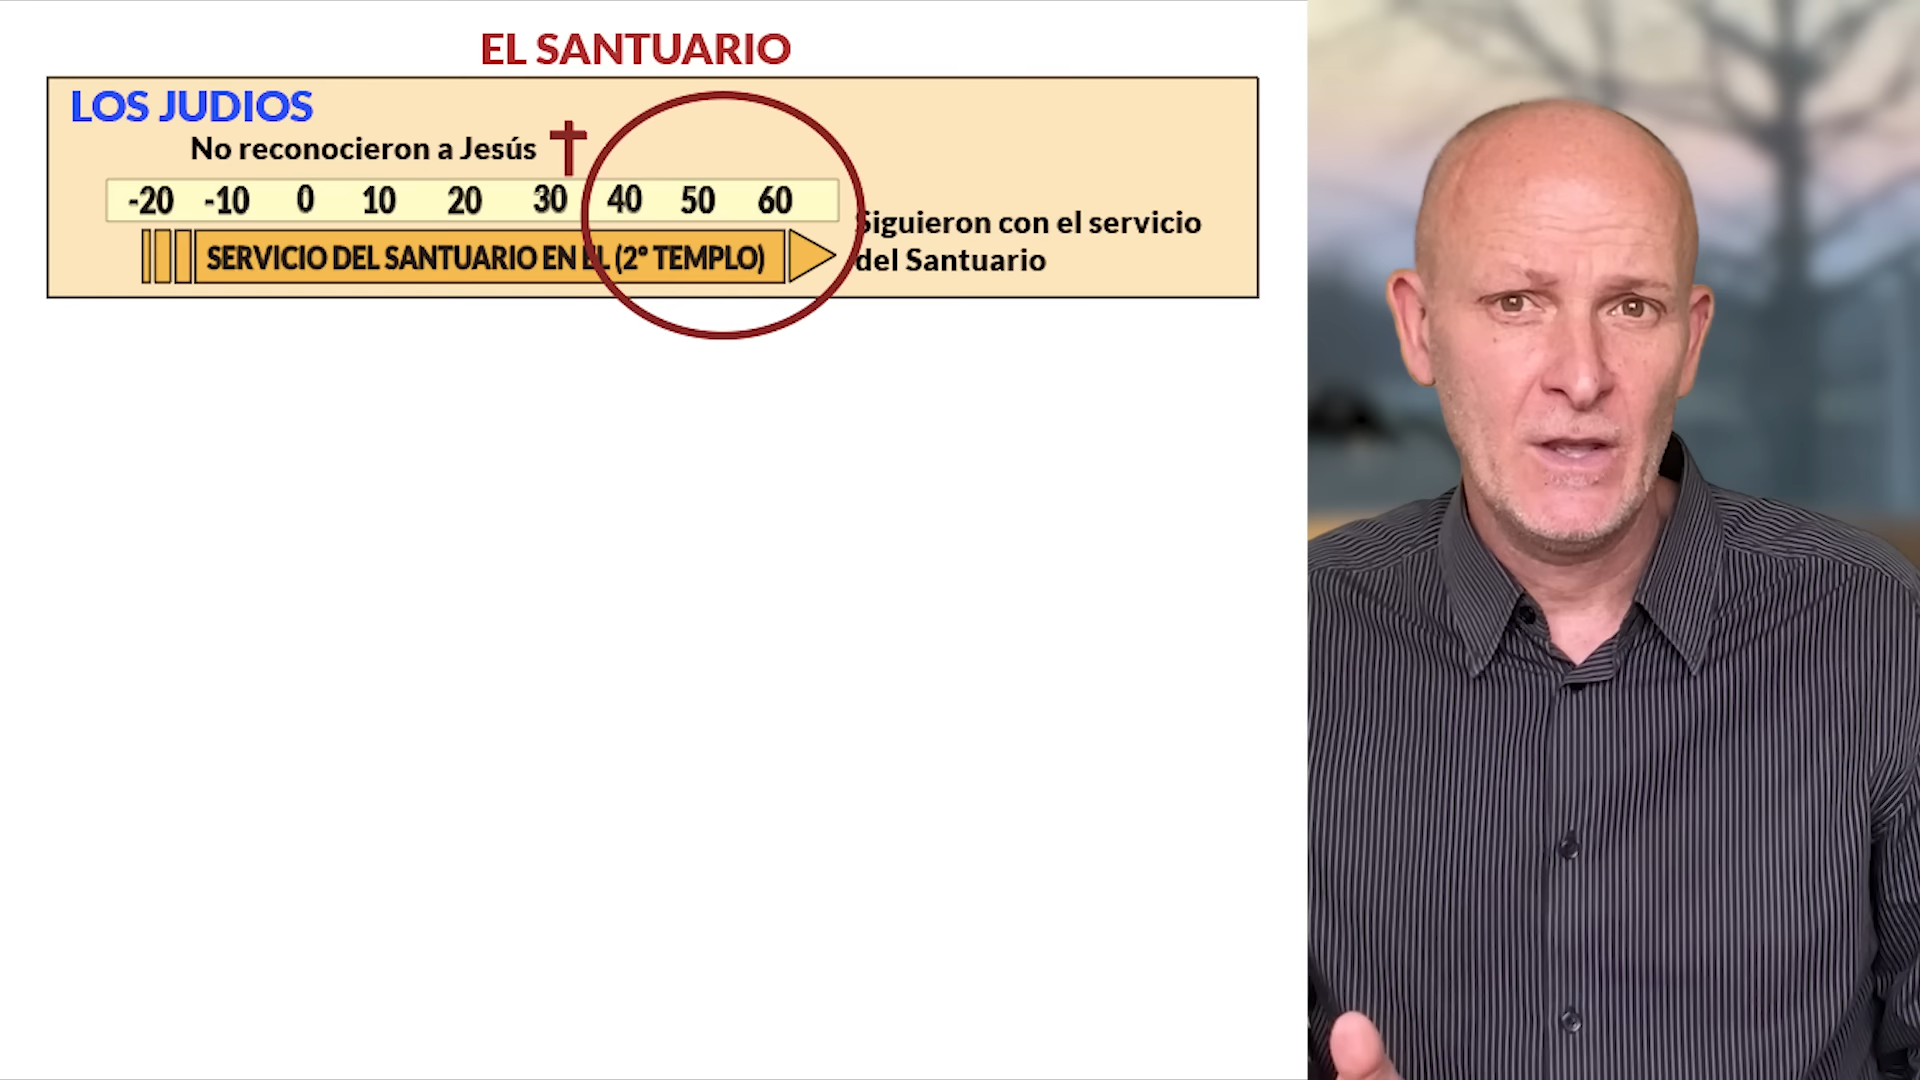 EL SANTUARIO
LOS JUDIOS
No reconocieron a Jesús
-20 -10 0 10 20 30 40 50 60
SERVICIO DEL SANTUARIO EN EL (2º TEMPLO)
Siguieron con el servicio
del Santuario